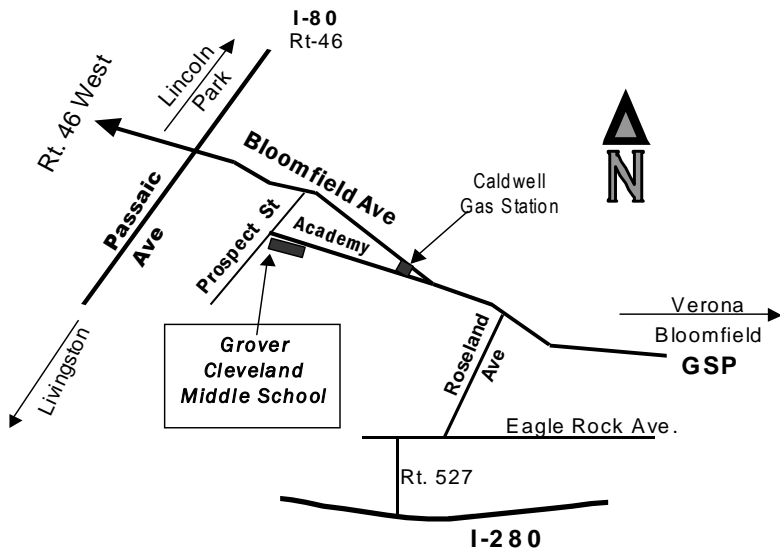 I-80
Rt-46
Lincoln
Park
Rt. 46 West
Bloomfield Ave
N
Caldwell
Gas Station
Passaic
Ave
Prospect St
Academy
Grover
Cleveland
Middle School
Livingston
Roseland
Ave
Verona
Bloomfield
GSP
Eagle Rock Ave.
Rt. 527
I-280